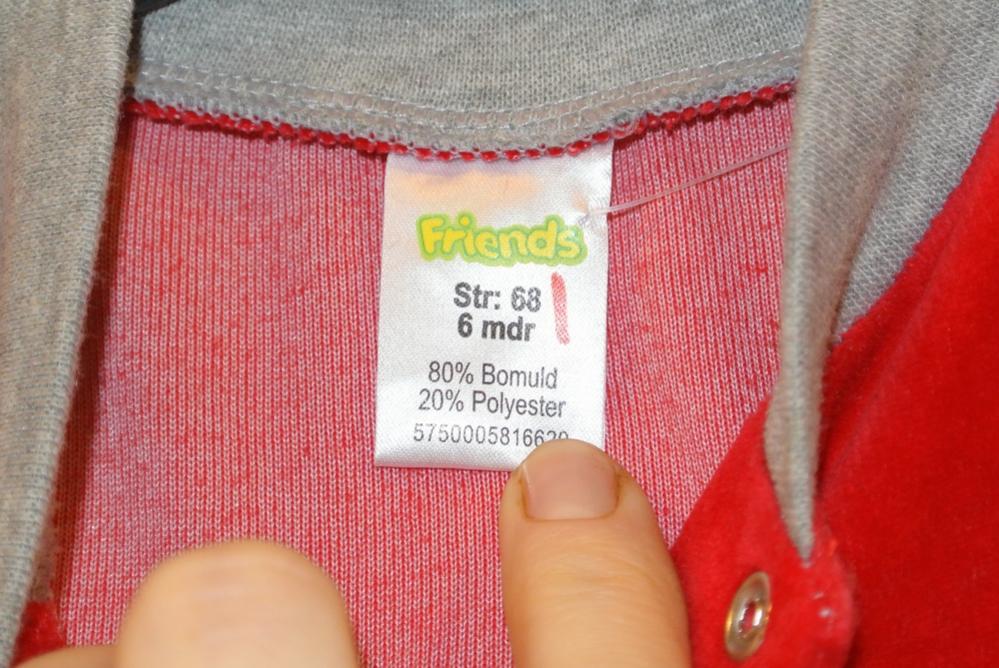 Friends
Str: 68
6 mdr
80% Bomuld
20% Polyester